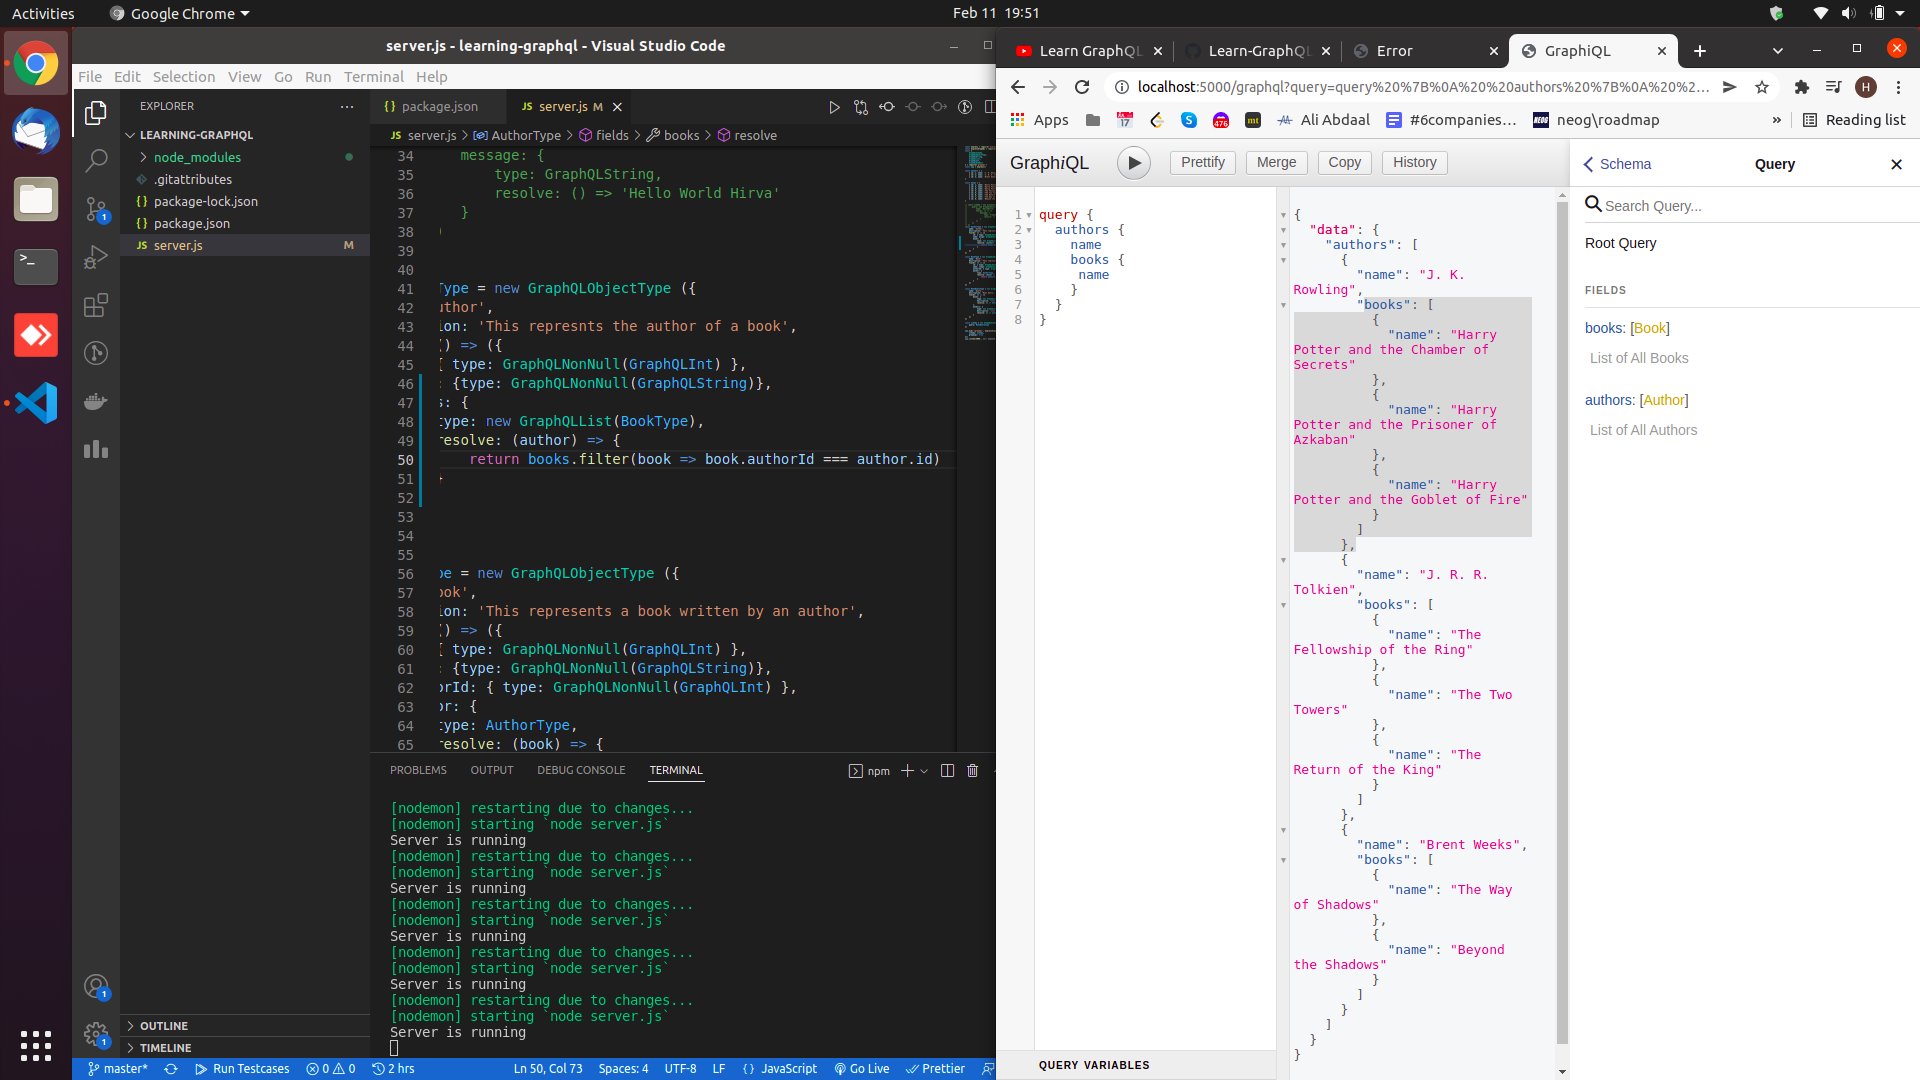 Activities
Google Chrome
Feb 11 19:51
server.js - learning-graphql - Visual Studio Code
File Edit Selection View Go Run Terminal Help
EXPLORER
LEARNING-GRAPHQL
node_modules
.gitattributes
package-lock.json
package.json
JS server.js M
OUTLINE
TIMELINE
package.json
JS server.js M
JS server.js > AuthorType > fields > books > resolve
34 message: {
35 type: GraphQLString,
36 resolve: () => 'Hello World Hirva'
37 }
38
39
40
41 Type = new GraphQLObjectType ({
42 uthor',
43 ion: 'This represnts the author of a book',
44 () => ({
45 { type: GraphQLNonNull(GraphQLInt) },
46 : {type: GraphQLNonNull(GraphQLString)},
47 s: {
48 type: new GraphQLList(BookType),
49 resolve: (author) => {
50 return books.filter(book => book.authorId === author.id)
51 }
52
53
54
55
56 pe = new GraphQLObjectType ({
57 ook',
58 ion: 'This represents a book written by an author',
59 () => ({
60 { type: GraphQLNonNull(GraphQLInt) },
61 : {type: GraphQLNonNull(GraphQLString)},
62 orId: { type: GraphQLNonNull(GraphQLInt) },
63 or: {
64 type: AuthorType,
65 resolve: (book) => {
PROBLEMS OUTPUT DEBUG CONSOLE TERMINAL
npm
[nodemon] restarting due to changes...
[nodemon] starting `node server.js`
Server is running
[nodemon] restarting due to changes...
[nodemon] starting `node server.js`
Server is running
[nodemon] restarting due to changes...
[nodemon] starting `node server.js`
Server is running
[nodemon] restarting due to changes...
[nodemon] starting `node server.js`
Server is running
[nodemon] restarting due to changes...
[nodemon] starting `node server.js`
Server is running
master* Run Testcases 0 0 2 hrs Ln 50, Col 73 Spaces: 4 UTF-8 LF {} JavaScript Go Live Prettier
Learn GraphQL
Learn-GraphQL
Error
GraphiQL
localhost:5000/graphql?query=query%20%7B%0A%20%20authors%20%7B%0A%20%2...
H
Apps
17
476
mt
Ali Abdaal
#6companies...
NEOG neog\roadmap
»
Reading list
GraphiQL
Prettify
Merge
Copy
History
1 query {
2 authors {
3 name
4 books {
5 name
6 }
7 }
8 }
QUERY VARIABLES
{
"data": {
"authors": [
{
"name": "J. K.
Rowling",
"books": [
{
"name": "Harry
Potter and the Chamber of
Secrets"
},
{
"name": "Harry
Potter and the Prisoner of
Azkaban"
},
{
"name": "Harry
Potter and the Goblet of Fire"
}
]
},
{
"name": "J. R. R.
Tolkien",
"books": [
{
"name": "The
Fellowship of the Ring"
},
{
"name": "The Two
Towers"
},
{
"name": "The
Return of the King"
}
]
},
{
"name": "Brent Weeks",
"books": [
{
"name": "The Way
of Shadows"
},
{
"name": "Beyond
the Shadows"
}
]
}
]
}
}
Schema
Query
Search Query...
Root Query
FIELDS
books: [Book]
List of All Books
authors: [Author]
List of All Authors